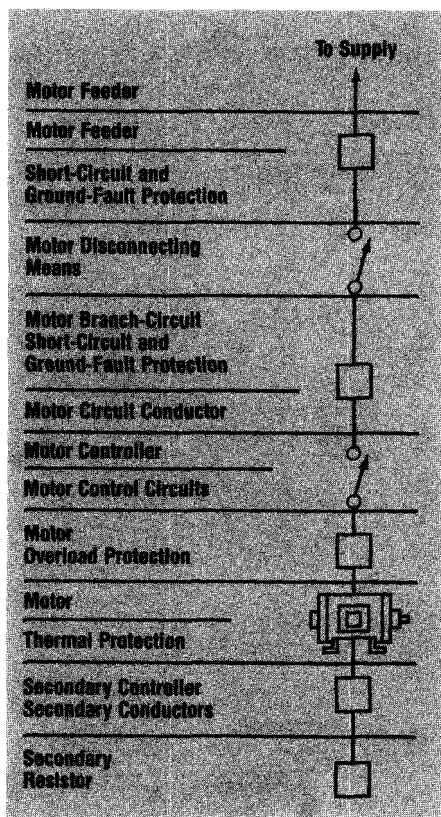 To Supply
Motor Feeder
Motor Feeder
Short-Circuit and
Ground-Fault Protection
Motor Disconnecting
Means
Motor Branch-Circuit
Short-Circuit and
Ground-Fault Protection
Motor Circuit Conductor
Motor Controller
Motor Control Circuits
Motor
Overload Protection
Motor
Thermal Protection
Secondary Controller
Secondary Conductors
Secondary
Resistor